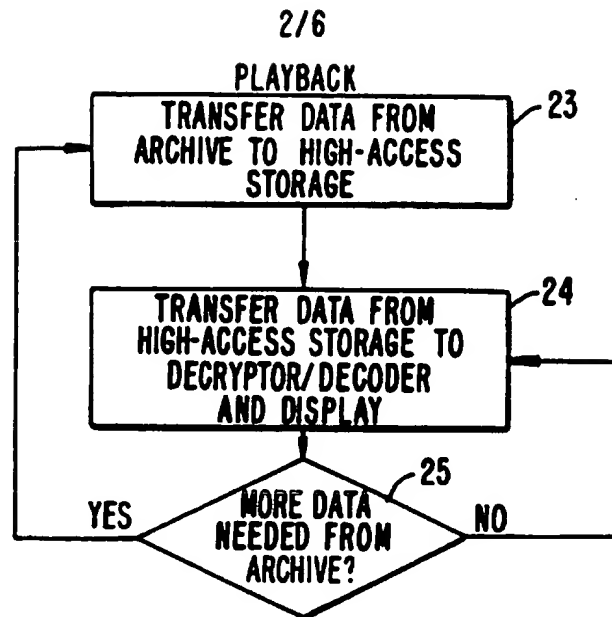 2/6
PLAYBACK
TRANSFER DATA FROM
ARCHIVE TO HIGH-ACCESS
STORAGE
23
TRANSFER DATA FROM
HIGH-ACCESS STORAGE TO
DECRYPTOR/DECODER
AND DISPLAY
24
MORE DATA
NEEDED FROM
ARCHIVE?
25
YES
NO